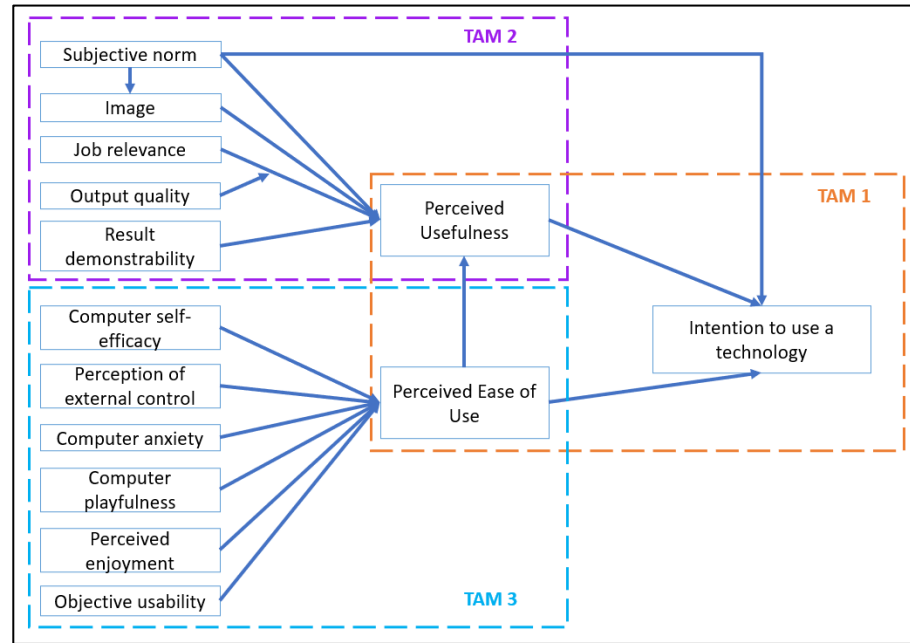 TAM 2
Subjective norm
Image
Job relevance
Output quality
Result
demonstrability
Perceived
Usefulness
TAM 1
Intention to use a
technology
Computer self-
efficacy
Perception of
external control
Computer anxiety
Computer
playfulness
Perceived
enjoyment
Objective usability
Perceived Ease of
Use
TAM 3